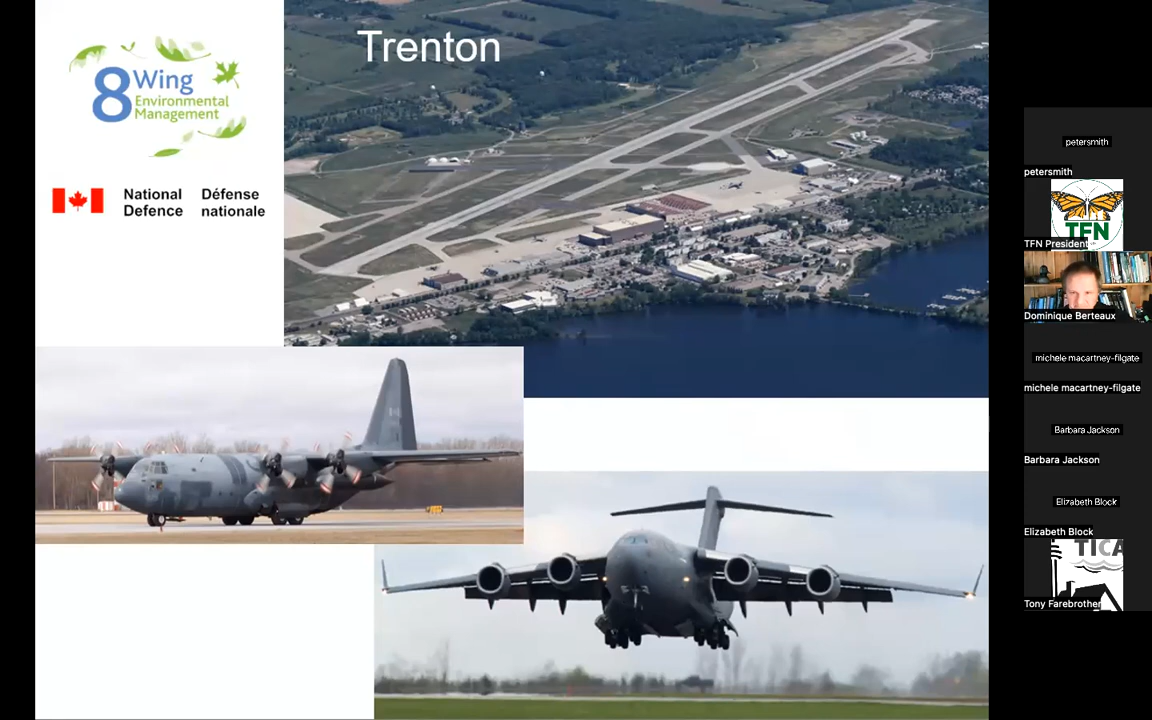 Trenton
8 Wing
Environmental
Management
National Défense
Defence nationale
petersmith
petersmith
TFN
TFN President
Dominique Berteaux
michele macartney-filgate
michele macartney-filgate
Barbara Jackson
Barbara Jackson
Elizabeth Block
Elizabeth Block
TICA
Tony Farebrother